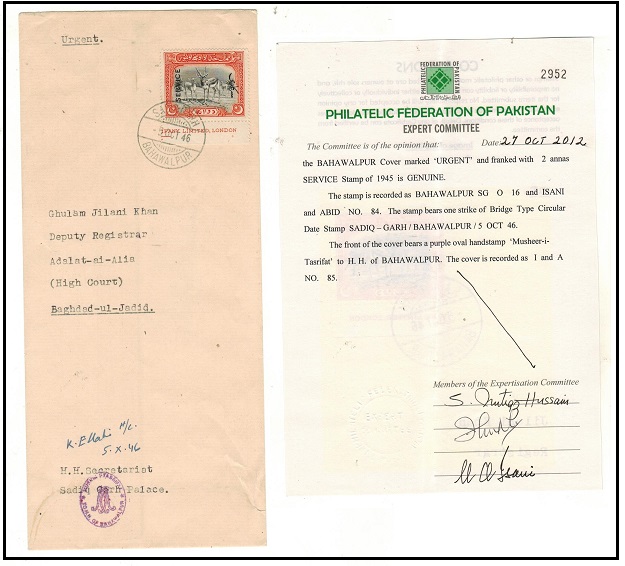 Urgent.
SERVICE
LIMITED, LONDON
BAHAWALPUR
Ghulam Jilani Khan
Deputy Registrar
Adalat-ai-Alia
(High Court)
Baghdad-ul-Jadid.
5.X.46
H.H.Secretariat
Sadiq Garh Palace.
OF BAHAWALPUR
PHILATELIC FEDERATION OF PAKISTAN
2952
PHILATELIC FEDERATION OF PAKISTAN
EXPERT COMMITTEE
The Committee is of the opinion that: Date: 27 OCT 2012
the BAHAWALPUR Cover marked ‘URGENT’ and franked with 2 annas
SERVICE Stamp of 1945 is GENUINE.
The stamp is recorded as BAHAWALPUR SG O 16 and ISANI
and ABID NO. 84. The stamp bears one strike of Bridge Type Circular
Date Stamp SADIQ – GARH / BAHAWALPUR / 5 OCT 46.
The front of the cover bears a purple oval handstamp ‘Musheer-i-
Tasrifat’ to H. H. of BAHAWALPUR. The cover is recorded as I and A
NO. 85.
Members of the Expertisation Committee
S. Imtiaz Hussain